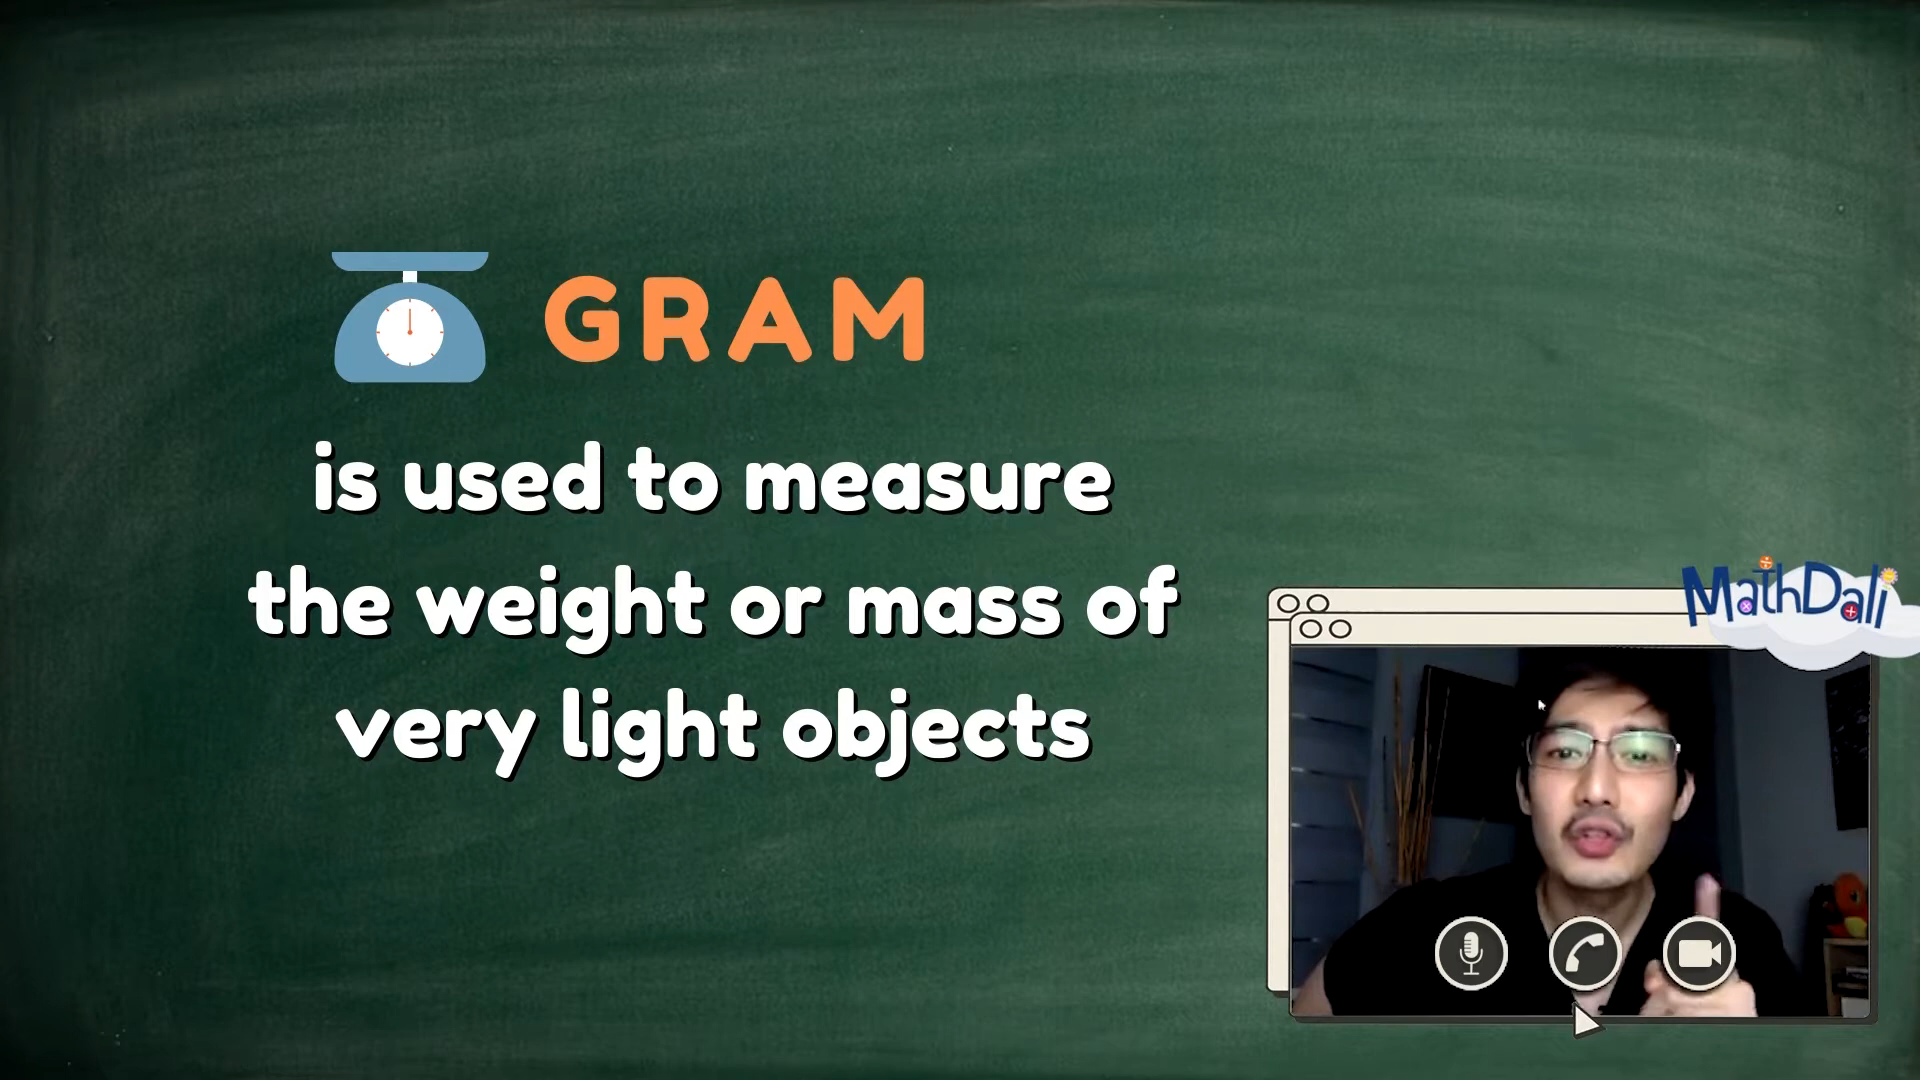 GRAM
is used to measure
the weight or mass of
very light objects
MathDali